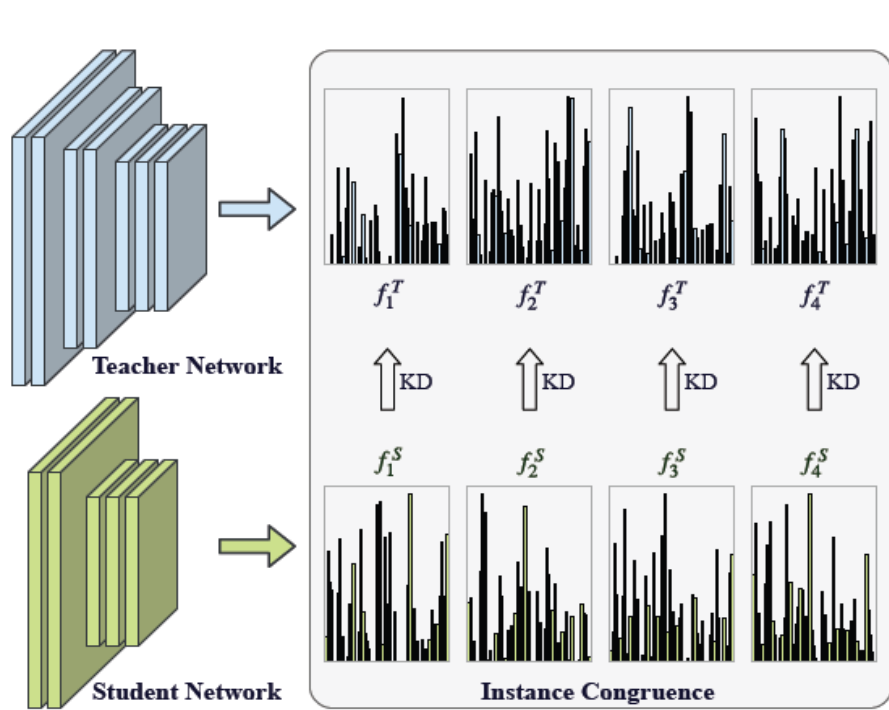 f_1^T f_2^T f_3^T f_4^T
Teacher Network
KD KD KD KD
f_1^S f_2^S f_3^S f_4^S
Student Network
Instance Congruence